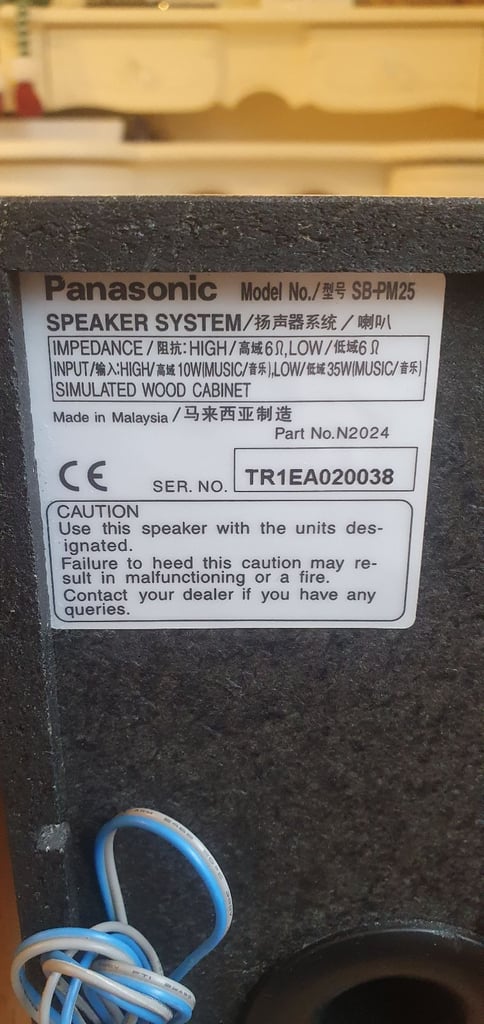 Panasonic Model No./型号 SB-PM25
SPEAKER SYSTEM/扬声器系统/喇叭
IMPEDANCE/阻抗:HIGH/高域6Ω,LOW/低域6Ω
INPUT/输入:HIGH/高域10W(MUSIC/音乐),LOW/低域35W(MUSIC/音乐)
SIMULATED WOOD CABINET
Made in Malaysia/马来西亚制造
Part No.N2024
CE SER. NO. TR1EA020038
CAUTION
Use this speaker with the units des-
ignated.
Failure to heed this caution may re-
sult in malfunctioning or a fire.
Contact your dealer if you have any
queries.